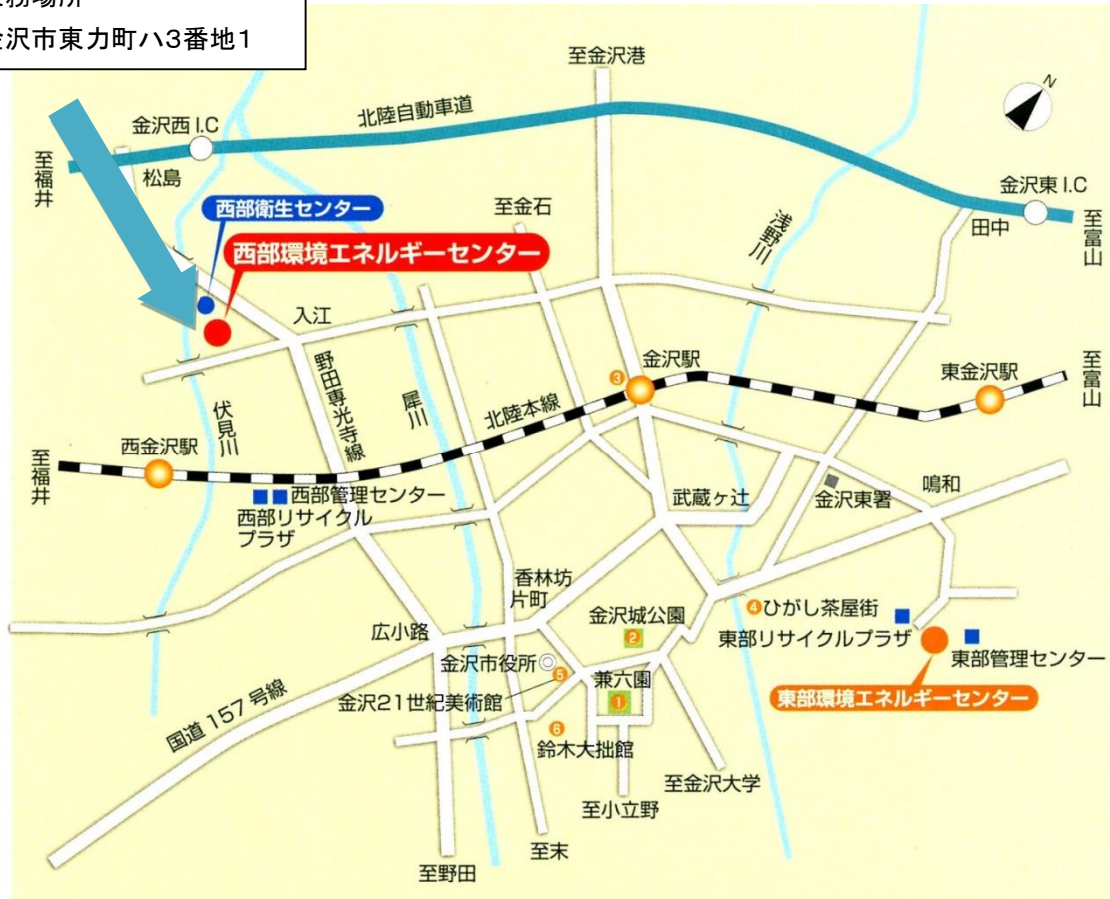 金沢市東力町ハ3番地1
至金沢港
N
北陸自動車道
金沢西 I.C
至福井
松島
金沢東 I.C
田中
至富山
西部衛生センター
至金石
浅野川
西部環境エネルギーセンター
入江
野田専光寺線
犀川
伏見川
金沢駅
3
東金沢駅
至富山
北陸本線
西金沢駅
至福井
西部管理センター
西部リサイクル
プラザ
武蔵ヶ辻
金沢東署
鳴和
香林坊
片町
金沢城公園
2
4
ひがし茶屋街
東部リサイクルプラザ
東部管理センター
広小路
金沢市役所
5
金沢21世紀美術館
兼六園
1
東部環境エネルギーセンター
国道157号線
6
鈴木大拙館
至金沢大学
至小立野
至末
至野田